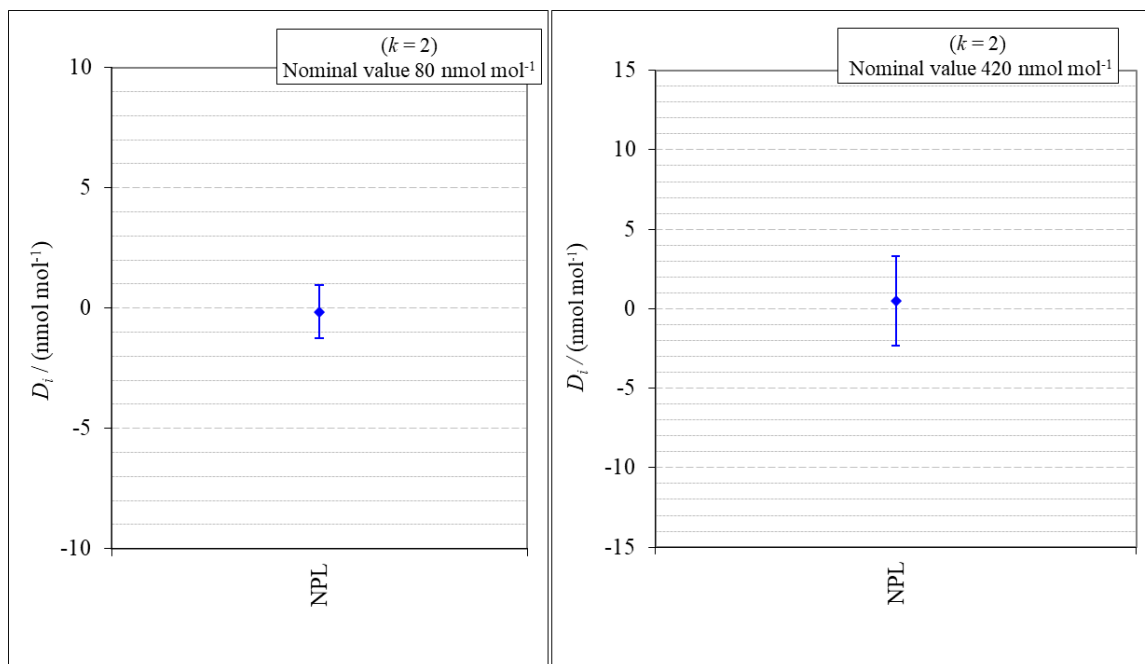 (k = 2)
Nominal value 80 nmol mol⁻¹
10
5
0
-5
-10
Dᵢ / (nmol mol⁻¹)
NPL
(k = 2)
Nominal value 420 nmol mol⁻¹
15
10
5
0
-5
-10
-15
Dᵢ / (nmol mol⁻¹)
NPL